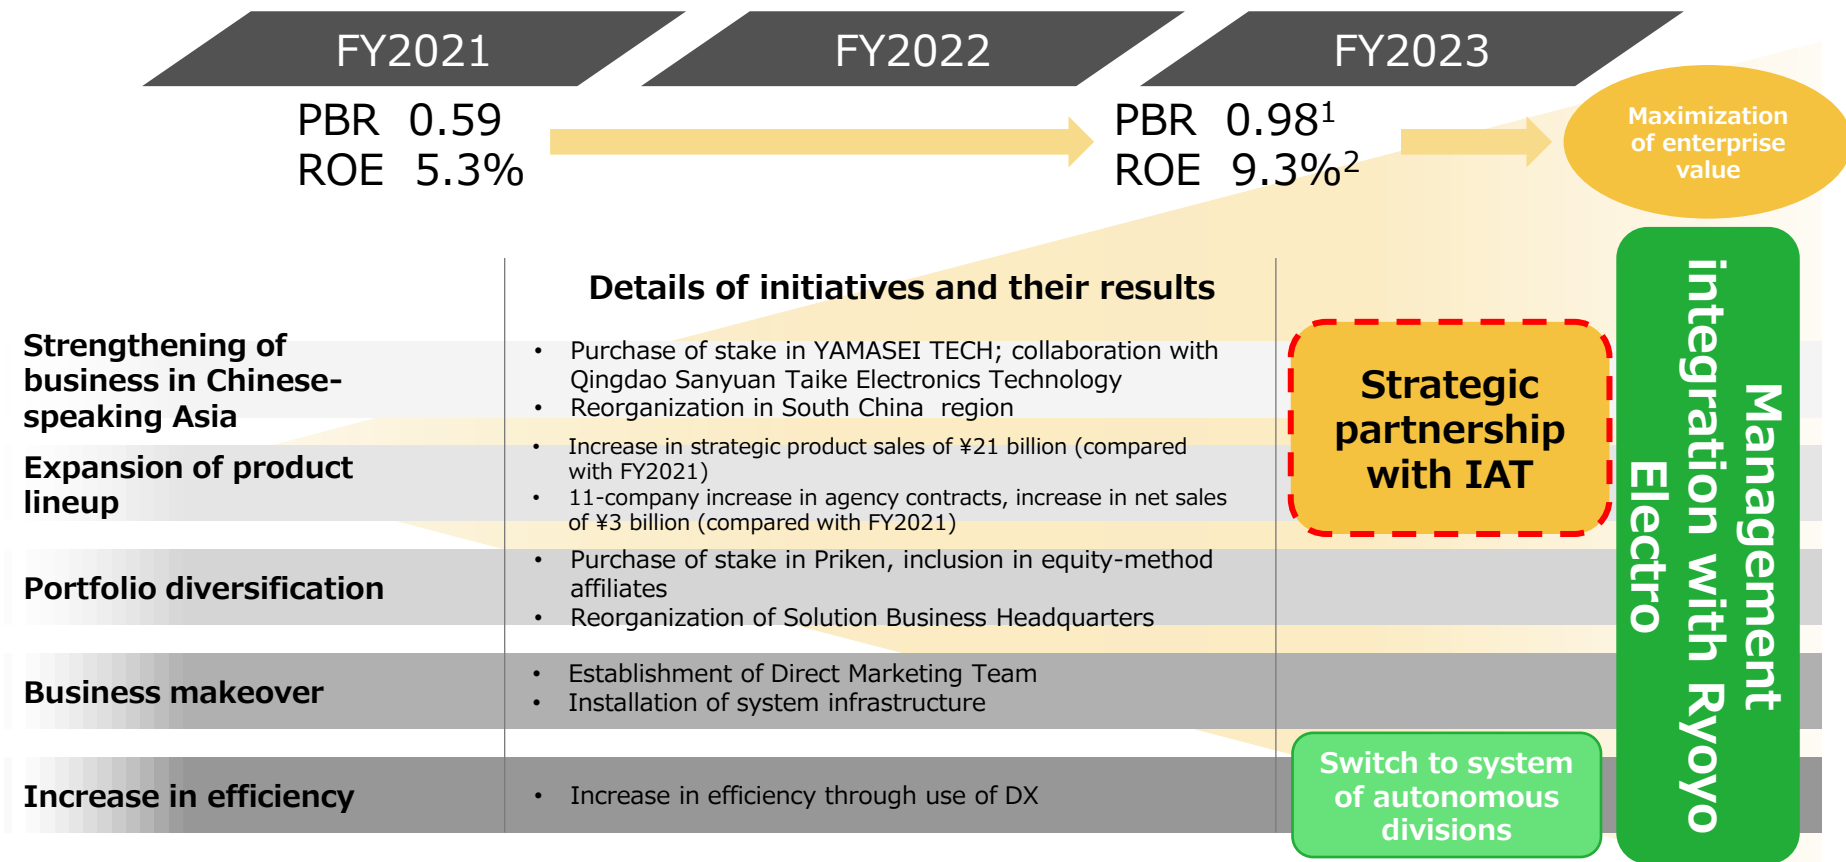 FY2021
FY2022
FY2023
PBR 0.59
ROE 5.3%
PBR 0.98¹
ROE 9.3%²
Maximization
of enterprise
value
Details of initiatives and their results
Strengthening of
business in Chinese-
speaking Asia
• Purchase of stake in YAMASEI TECH; collaboration with
Qingdao Sanyuan Taike Electronics Technology
• Reorganization in South China region
Expansion of product
lineup
• Increase in strategic product sales of ¥21 billion (compared
with FY2021)
• 11-company increase in agency contracts, increase in net sales
of ¥3 billion (compared with FY2021)
Portfolio diversification
• Purchase of stake in Priken, inclusion in equity-method
affiliates
• Reorganization of Solution Business Headquarters
Business makeover
• Establishment of Direct Marketing Team
• Installation of system infrastructure
Increase in efficiency
• Increase in efficiency through use of DX
Strategic
partnership
with IAT
Switch to system
of autonomous
divisions
Management
integration with Ryoyo
Electro